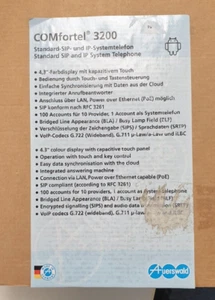 COMfortel® 3200
Standard-SIP- und IP-Systemtelefon
Standard SIP and IP System Telephone
• 4,3" Farbdisplay mit kapazitivem Touch
• Bedienung durch Touch- und Tastensteuerung
• Einfache Synchronisierung mit Daten aus der Cloud
• Integrierter Anrufbeantworter
• Anschluss über LAN, Power over Ethernet (PoE) möglich
• SIP konform nach RFC 3261
• 100 Accounts für 10 Provider, 1 Account als Systemtelefon
• Bridged Line Appearance (BLA) / Busy Lamp Field (BLF)
• Verschlüsselung der Zeichengabe (SIPS) / Sprachdaten (SRTP)
• VoIP-Codecs G.722 (wideband), G.711 µ-Law/a-Law und iLBC
• 4.3" colour display with capacitive touch panel
• Operation with touch and key control
• Easy data synchronisation with the cloud
• Integrated answering machine
• Connection via LAN, Power over Ethernet capable (PoE)
• SIP compliant (according to RFC 3261)
• 100 accounts for 10 providers, 1 account as system telephone
• Bridged Line Appearance (BLA) / Busy Lamp
• Encrypted signalling (SIPS) and audio data
• VoIP codecs G.722 (wideband), G.711 µ-Law/a-Law and iLBC
Auerswald